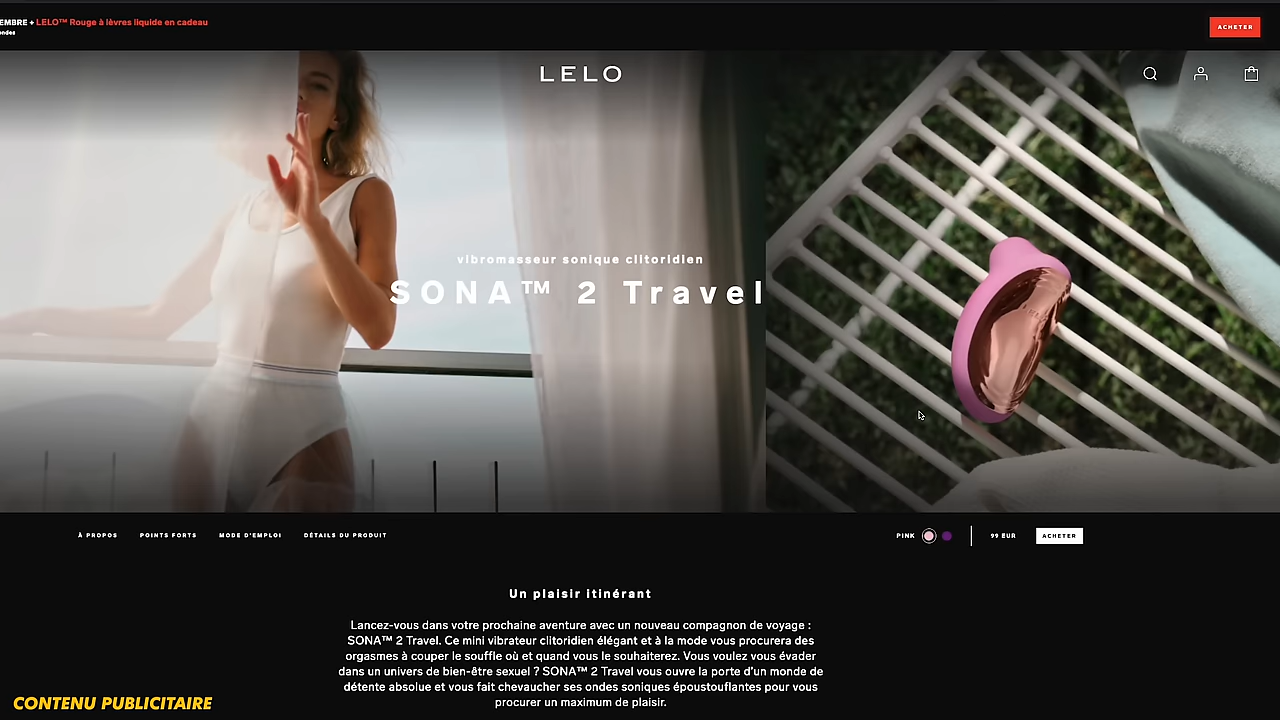 EMBRE + LELO™ Rouge à lèvres liquide en cadeau
ondes
ACHETER
LELO
vibromasseur sonique clitoridien
SONA™ 2 Travel
À PROPOS
POINTS FORTS
MODE D'EMPLOI
DÉTAILS DU PRODUIT
PINK
99 EUR
ACHETER
Un plaisir itinérant
Lancez-vous dans votre prochaine aventure avec un nouveau compagnon de voyage :
SONA™ 2 Travel. Ce mini vibrateur clitoridien élégant et à la mode vous procurera des
orgasmes à couper le souffle où et quand vous le souhaiterez. Vous voulez vous évader
dans un univers de bien-être sexuel ? SONA™ 2 Travel vous ouvre la porte d'un monde de
détente absolue et vous fait chevaucher ses ondes soniques époustouflantes pour vous
procurer un maximum de plaisir.
CONTENU PUBLICITAIRE